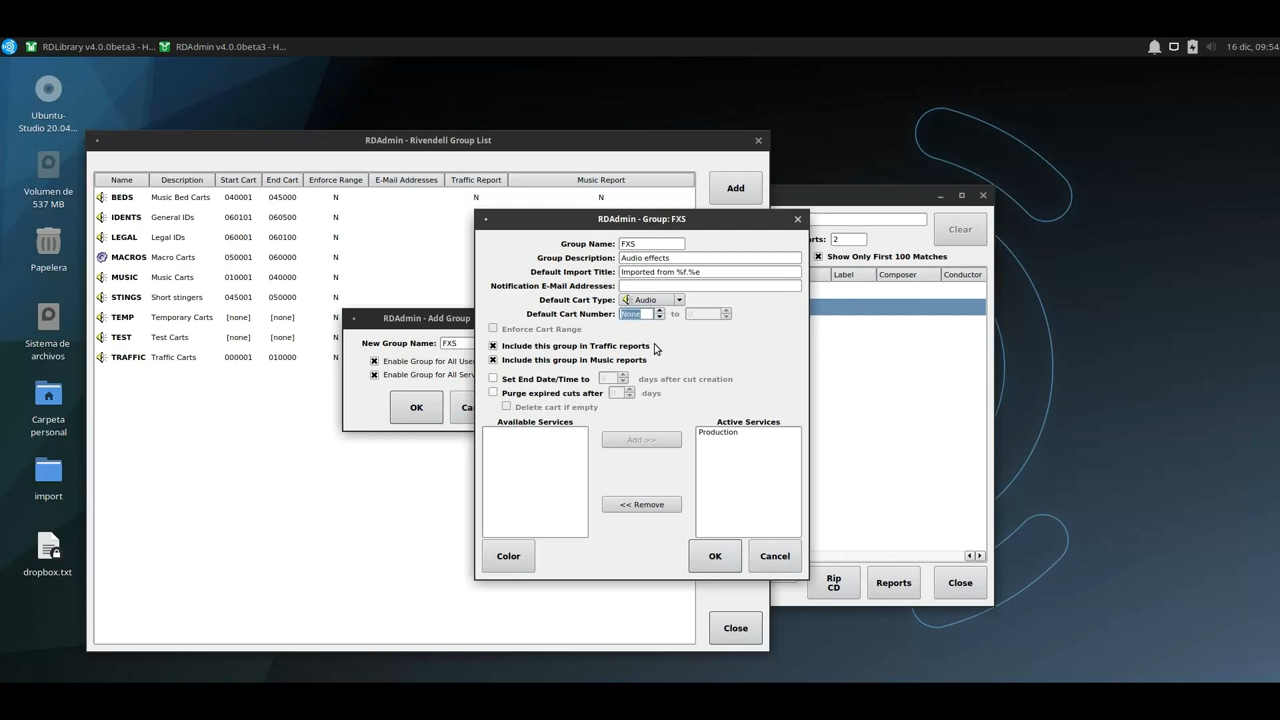 RDLibrary v4.0.0beta3 - H... RDAdmin v4.0.0beta3 - H... 16 dic, 09:54
Ubuntu-
Studio 20.04...
Volumen de
537 MB
Papelera
Sistema de
archivos
Carpeta
personal
import
dropbox.txt
RDAdmin - Rivendell Group List
Name Description Start Cart End Cart Enforce Range E-Mail Addresses Traffic Report Music Report
BEDS Music Bed Carts 040001 045000 N N N
IDENTS General IDs 060101 060500 N
LEGAL Legal IDs 060001 060100 N
MACROS Macro Carts 050001 060000 N
MUSIC Music Carts 010001 040000 N
STINGS Short stingers 045001 050000 N
TEMP Temporary Carts [none] [none] N
TEST Test Carts [none] [none] N
TRAFFIC Traffic Carts 000001 010000 N
Add
Close
RDAdmin - Add Group
New Group Name: FXS
Enable Group for All User
Enable Group for All Serv
OK Ca
RDAdmin - Group: FXS
Group Name: FXS
Group Description: Audio effects
Default Import Title: Imported from %f.%e
Notification E-Mail Addresses:
Default Cart Type: Audio
Default Cart Number: None to 0
Enforce Cart Range
Include this group in Traffic reports
Include this group in Music reports
Set End Date/Time to 0 days after cut creation
Purge expired cuts after 0 days
Delete cart if empty
Available Services Active Services
Production
Add >>
<< Remove
Color OK Cancel
Clear
arts: 2
Show Only First 100 Matches
Label Composer Conductor
Rip
CD
Reports
Close